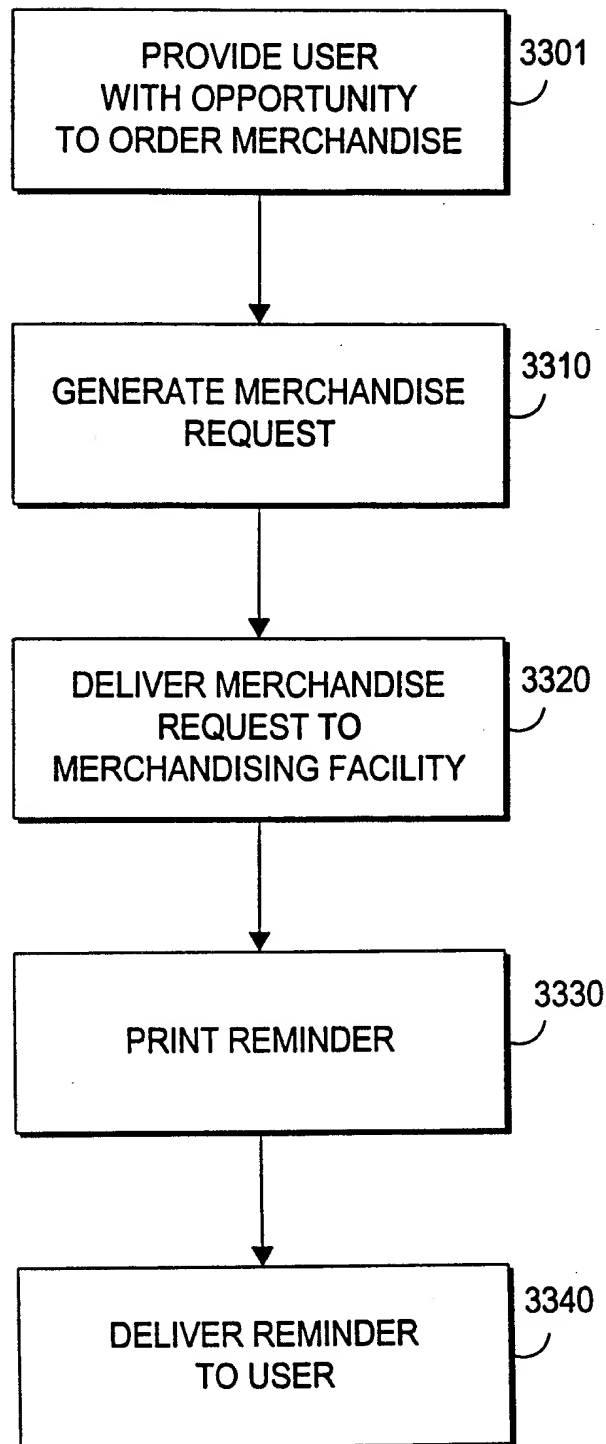 PROVIDE USER
WITH OPPORTUNITY
TO ORDER MERCHANDISE
3301
GENERATE MERCHANDISE
REQUEST
3310
DELIVER MERCHANDISE
REQUEST TO
MERCHANDISING FACILITY
3320
PRINT REMINDER
3330
DELIVER REMINDER
TO USER
3340